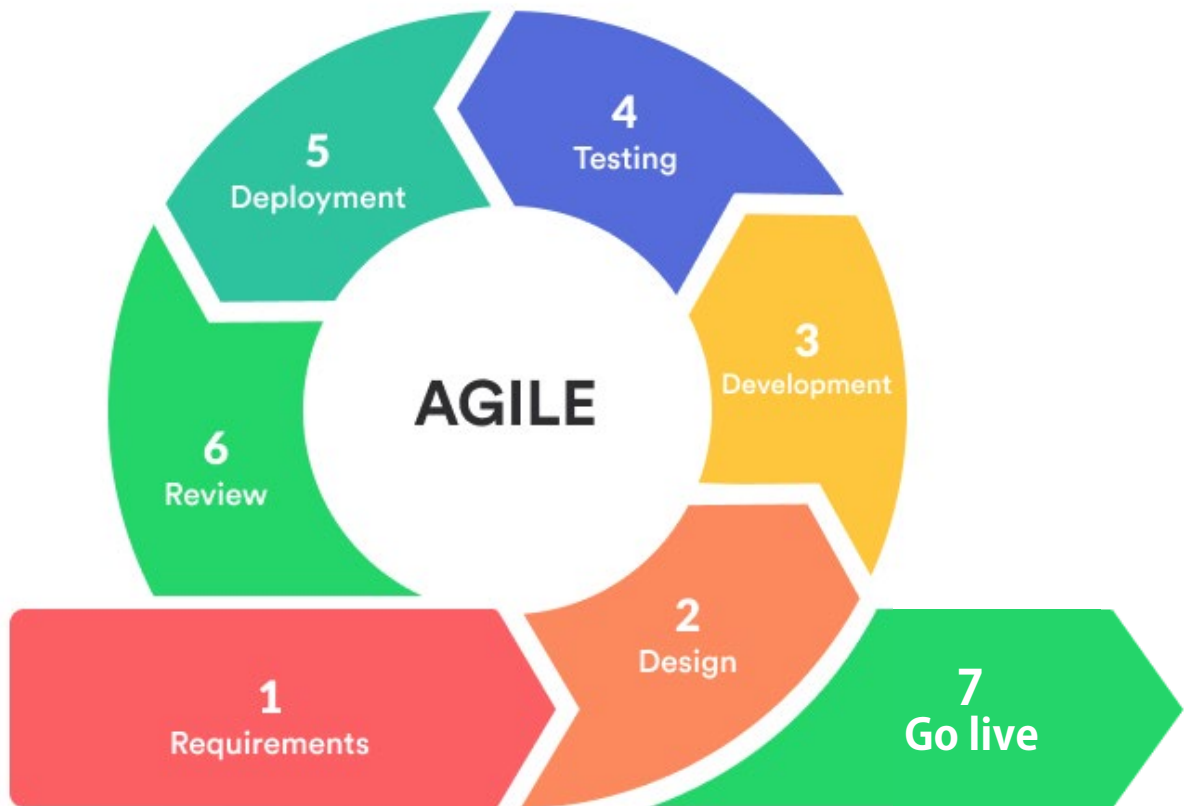 4
Testing
5
Deployment
3
Development
AGILE
6
Review
2
Design
1
Requirements
7
Go live